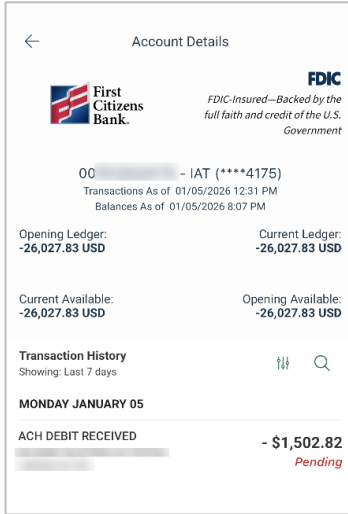 Account Details
First
Citizens
Bank.
FDIC
FDIC-Insured—Backed by the
full faith and credit of the U.S.
Government
00 - IAT (****4175)
Transactions As of 01/05/2026 12:31 PM
Balances As of 01/05/2026 8:07 PM
Opening Ledger: Current Ledger:
-26,027.83 USD -26,027.83 USD
Current Available: Opening Available:
-26,027.83 USD -26,027.83 USD
Transaction History
Showing: Last 7 days
MONDAY JANUARY 05
ACH DEBIT RECEIVED - $1,502.82
Pending